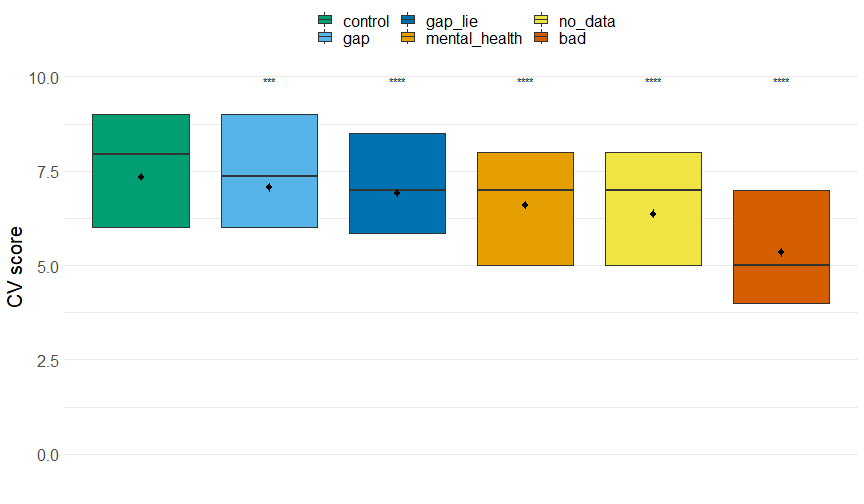 control gap_lie no_data
gap mental_health bad
10.0
*** **** **** **** ****
7.5
5.0
CV score
2.5
0.0